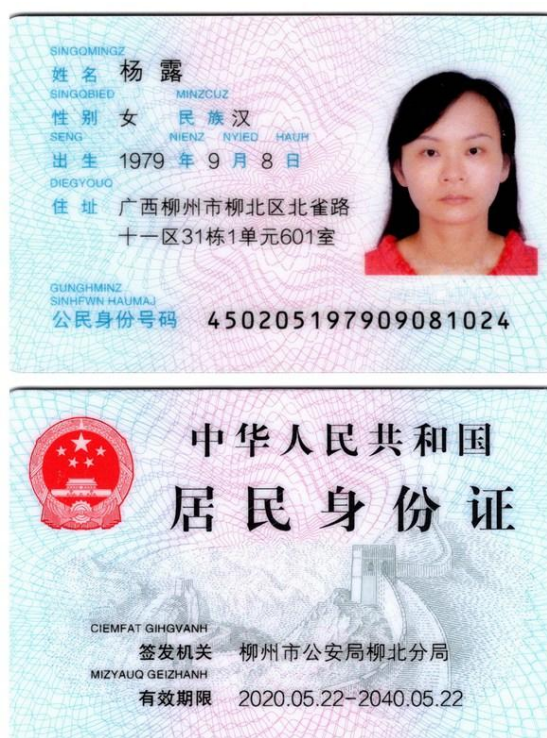 SINGQMINGZ
姓名 杨露
SINGQBIED MINZCUZ
性别 女 民族 汉
SENG NIENZ NYIED HAUH
出生 1979 年 9 月 8 日
DIEGYOUQ
住址 广西柳州市柳北区北雀路
十一区31栋1单元601室
GUNGHMINZ
SINHFWN HAUMAJ
公民身份号码 450205197909081024
中华人民共和国
居民身份证
CIEMFAT GIHGVANH
签发机关 柳州市公安局柳北分局
MIZYAUQ GEIZHANH
有效期限 2020.05.22-2040.05.22